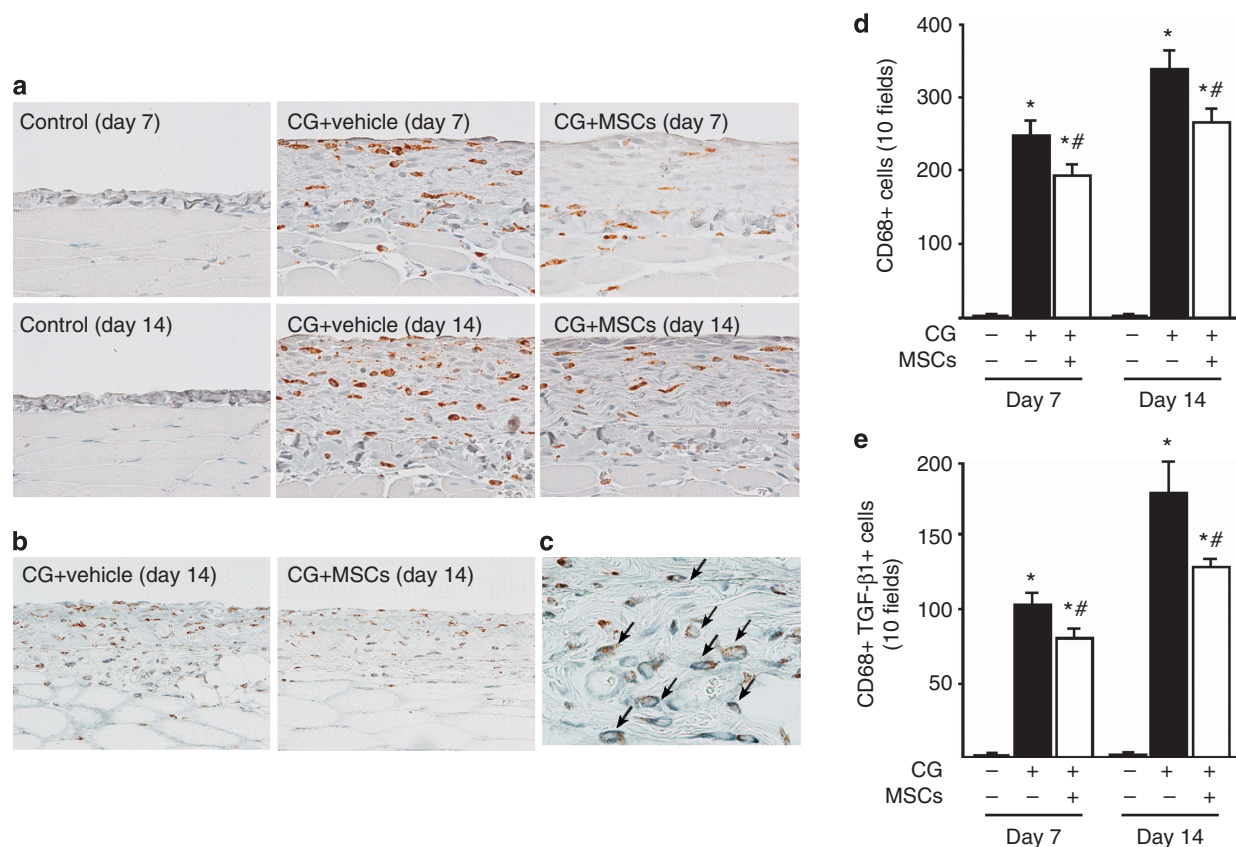 a
Control (day 7)
CG+vehicle (day 7)
CG+MSCs (day 7)
Control (day 14)
CG+vehicle (day 14)
CG+MSCs (day 14)
b
CG+vehicle (day 14)
CG+MSCs (day 14)
c
d
CD68+ cells (10 fields)
400
300
200
100
*
*#
*
*#
CG – + + – + +
MSCs – – + – – +
Day 7 Day 14
e
CD68+ TGF-β1+ cells
(10 fields)
200
150
100
50
*
*#
*
*#
CG – + + – + +
MSCs – – + – – +
Day 7 Day 14